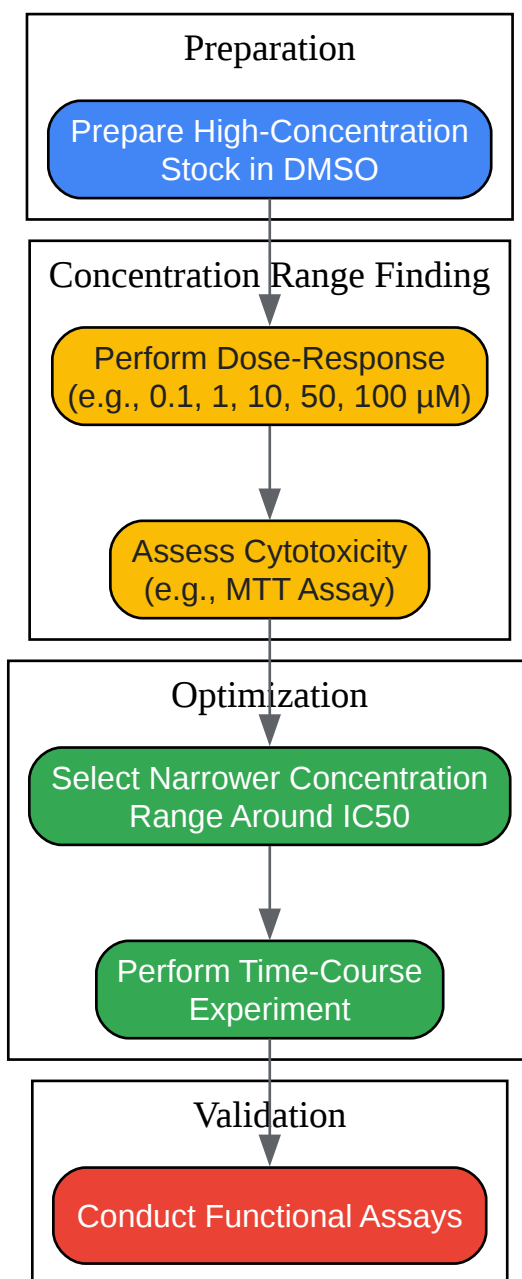 Preparation
Prepare High-Concentration
Stock in DMSO
Concentration Range Finding
Perform Dose-Response
(e.g., 0.1, 1, 10, 50, 100 µM)
Assess Cytotoxicity
(e.g., MTT Assay)
Optimization
Select Narrower Concentration
Range Around IC50
Perform Time-Course
Experiment
Validation
Conduct Functional Assays